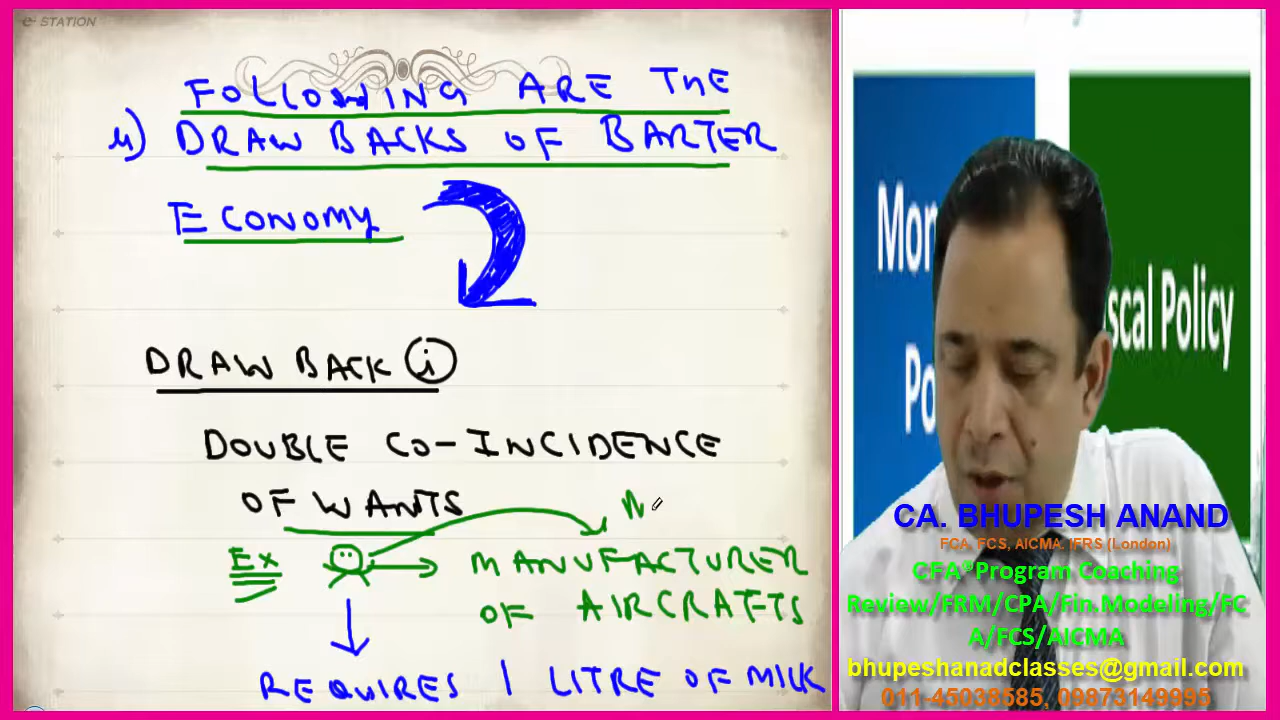 e² STATION
FOLLOWING ARE THE
4) DRAW BACKS OF BARTER
ECONOMY
DRAW BACK (i)
DOUBLE CO-INCIDENCE
OF WANTS
Ex
MANUFACTURER
OF AIRCRAFTS
REQUIRES 1 LITRE OF MILK
Mon
Po
scal Policy
CA. BHUPESH ANAND
FCA, FCS, AICMA. IFRS (London)
CFA®Program Coaching
Review/FRM/CPA/Fin.Modeling/FC
A/FCS/AICMA
bhupeshanadclasses@gmail.com
011-45038585, 09873149995